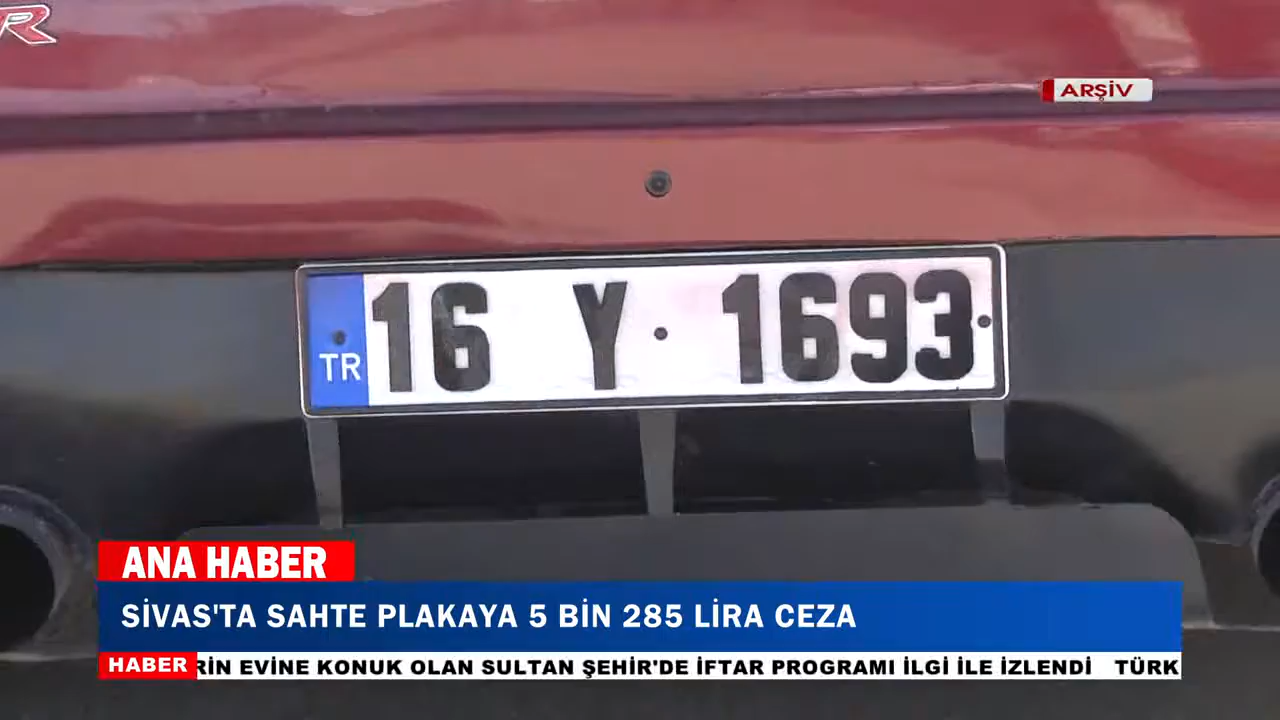 R
ARŞİV
TR
16 Y 1693
ANA HABER
SİVAS'TA SAHTE PLAKAYA 5 BİN 285 LİRA CEZA
HABER
RİN EVİNE KONUK OLAN SULTAN ŞEHİR'DE İFTAR PROGRAMI İLGİ İLE İZLENDİ TÜRK